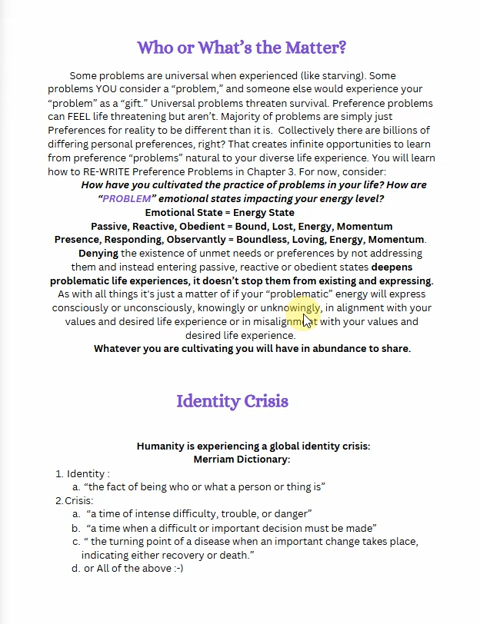 Who or What's the Matter?
Some problems are universal when experienced (like starving). Some
problems YOU consider a "problem," and someone else would experience your
"problem" as a "gift." Universal problems threaten survival. Preference problems
can FEEL life threatening but aren't. Majority of problems are simply just
Preferences for reality to be different than it is.  Collectively there are billions of
differing personal preferences, right? That creates infinite opportunities to learn
from preference "problems" natural to your diverse life experience. You will learn
how to RE-WRITE Preference Problems in Chapter 3. For now, consider:
How have you cultivated the practice of problems in your life? How are
"PROBLEM" emotional states impacting your energy level?
Emotional State = Energy State
Passive, Reactive, Obedient = Bound, Lost, Energy, Momentum
Presence, Responding, Observantly = Boundless, Loving, Energy, Momentum.
Denying the existence of unmet needs or preferences by not addressing
them and instead entering passive, reactive or obedient states deepens
problematic life experiences, it doesn't stop them from existing and expressing.
As with all things it's just a matter of if your "problematic" energy will express
consciously or unconsciously, knowingly or unknowingly, in alignment with your
values and desired life experience or in misalignment with your values and
desired life experience.
Whatever you are cultivating you will have in abundance to share.
Identity Crisis
Humanity is experiencing a global identity crisis:
Merriam Dictionary:
1. Identity :
a. "the fact of being who or what a person or thing is"
2. Crisis:
a. "a time of intense difficulty, trouble, or danger"
b. "a time when a difficult or important decision must be made"
c. " the turning point of a disease when an important change takes place,
indicating either recovery or death."
d. or All of the above :-)